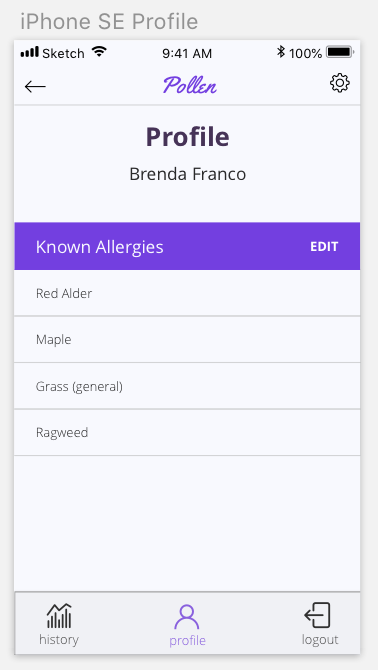 iPhone SE Profile
Sketch 9:41 AM 100%
Pollen
Profile
Brenda Franco
Known Allergies EDIT
Red Alder
Maple
Grass (general)
Ragweed
history profile logout